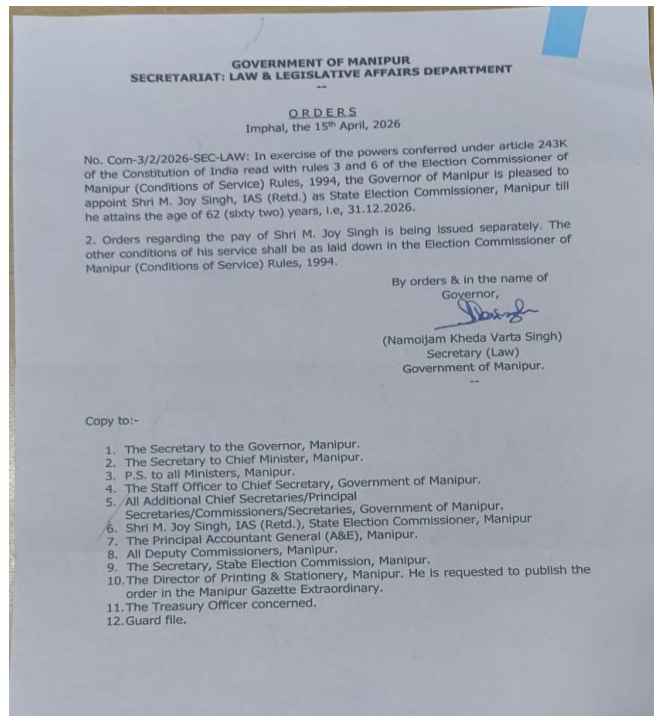 GOVERNMENT OF MANIPUR
SECRETARIAT: LAW & LEGISLATIVE AFFAIRS DEPARTMENT
--
ORDERS
Imphal, the 15th April, 2026
No. Com-3/2/2026-SEC-LAW: In exercise of the powers conferred under article 243K
of the Constitution of India read with rules 3 and 6 of the Election Commissioner of
Manipur (Conditions of Service) Rules, 1994, the Governor of Manipur is pleased to
appoint Shri M. Joy Singh, IAS (Retd.) as State Election Commissioner, Manipur till
he attains the age of 62 (sixty two) years, i.e, 31.12.2026.
2. Orders regarding the pay of Shri M. Joy Singh is being issued separately. The
other conditions of his service shall be as laid down in the Election Commissioner of
Manipur (Conditions of Service) Rules, 1994.
By orders & in the name of
Governor,
(Namoijam Kheda Varta Singh)
Secretary (Law)
Government of Manipur.
--
Copy to:-
1. The Secretary to the Governor, Manipur.
2. The Secretary to Chief Minister, Manipur.
3. P.S. to all Ministers, Manipur.
4. The Staff Officer to Chief Secretary, Government of Manipur.
5. All Additional Chief Secretaries/Principal
Secretaries/Commissioners/Secretaries, Government of Manipur.
6. Shri M. Joy Singh, IAS (Retd.), State Election Commissioner, Manipur
7. The Principal Accountant General (A&E), Manipur.
8. All Deputy Commissioners, Manipur.
9. The Secretary, State Election Commission, Manipur.
10. The Director of Printing & Stationery, Manipur. He is requested to publish the
order in the Manipur Gazette Extraordinary.
11. The Treasury Officer concerned.
12. Guard file.